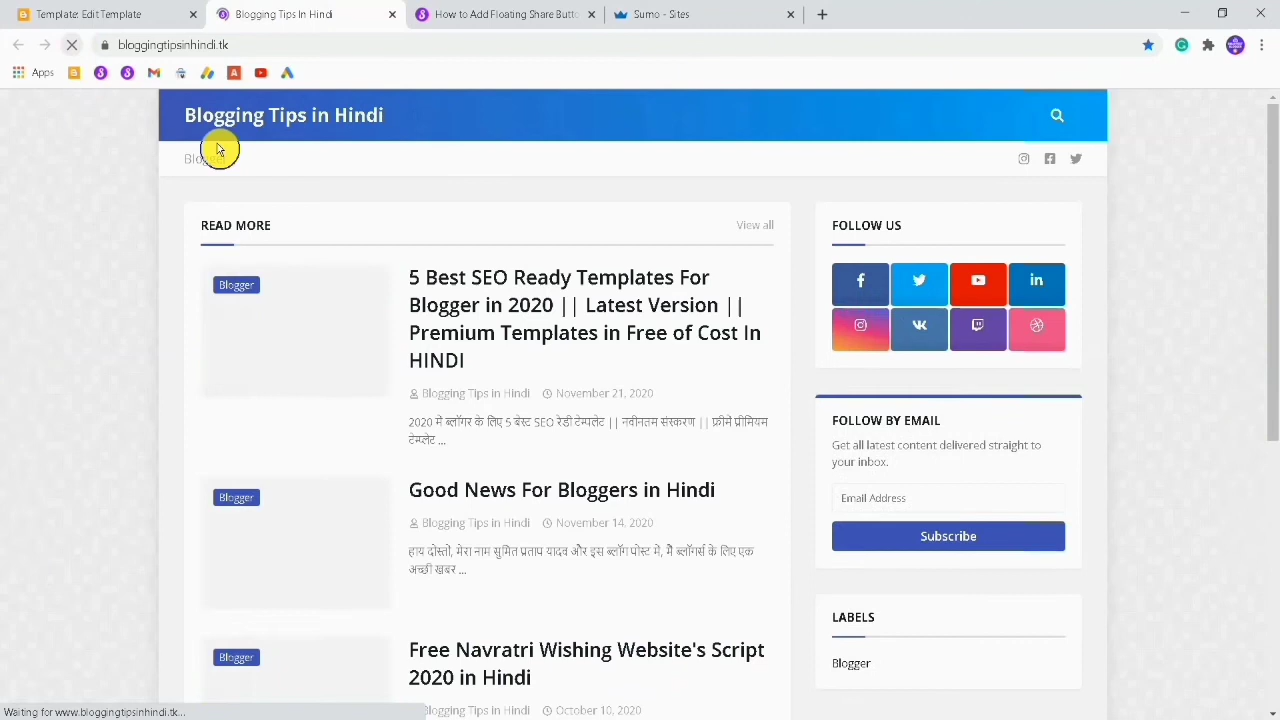 Template: Edit Template
Blogging Tips In Hindi
How to Add Floating Share Butto
Sumo - Sites
bloggingtipsinhindi.tk
Apps
Blogging Tips in Hindi
Blogger
READ MORE
View all
Blogger
5 Best SEO Ready Templates For
Blogger in 2020 || Latest Version ||
Premium Templates in Free of Cost In
HINDI
Blogging Tips in Hindi
November 21, 2020
2020 में ब्लॉगर के लिए 5 बेस्ट SEO रेडी टेम्पलेट || नवीनतम संस्करण || फ्रीमें प्रीमियम
टेम्पलेट ...
Blogger
Good News For Bloggers in Hindi
Blogging Tips in Hindi
November 14, 2020
हाय दोस्तो, मेरा नाम सुमित प्रताप यादव और इस ब्लॉग पोस्ट में, मैं ब्लॉगर्स के लिए एक
अच्छी खबर ...
Blogger
Free Navratri Wishing Website's Script
2020 in Hindi
Blogging Tips in Hindi
October 10, 2020
FOLLOW US
FOLLOW BY EMAIL
Get all latest content delivered straight to
your inbox.
Email Address
Subscribe
LABELS
Blogger
Waiting for www.bloggingtipsinhindi.tk...